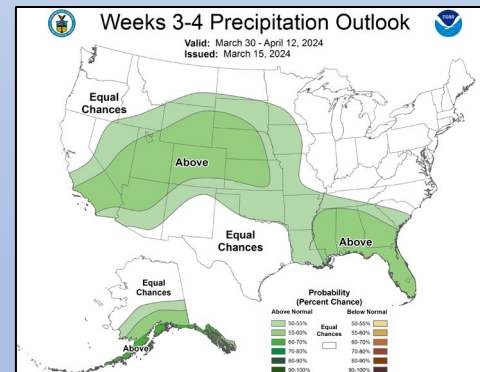 Weeks 3-4 Precipitation Outlook
Valid: March 30 - April 12, 2024
Issued: March 15, 2024
Equal
Chances
Above
Equal
Chances
Above
Equal
Chances
Above
Probability
(Percent Chance)
Above Normal
Below Normal
Equal
Chances
50-55%
55-60%
60-70%
70-80%
80-90%
90-100%
50-55%
55-60%
60-70%
70-80%
80-90%
90-100%